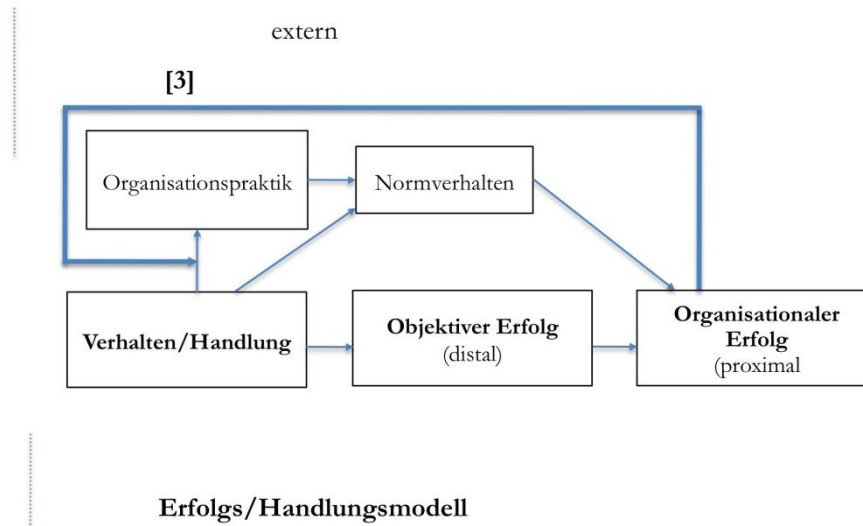 extern
[3]
Organisationspraktik
Normverhalten
Verhalten/Handlung
Objektiver Erfolg
(distal)
Organisationaler
Erfolg
(proximal
Erfolgs/Handlungsmodell